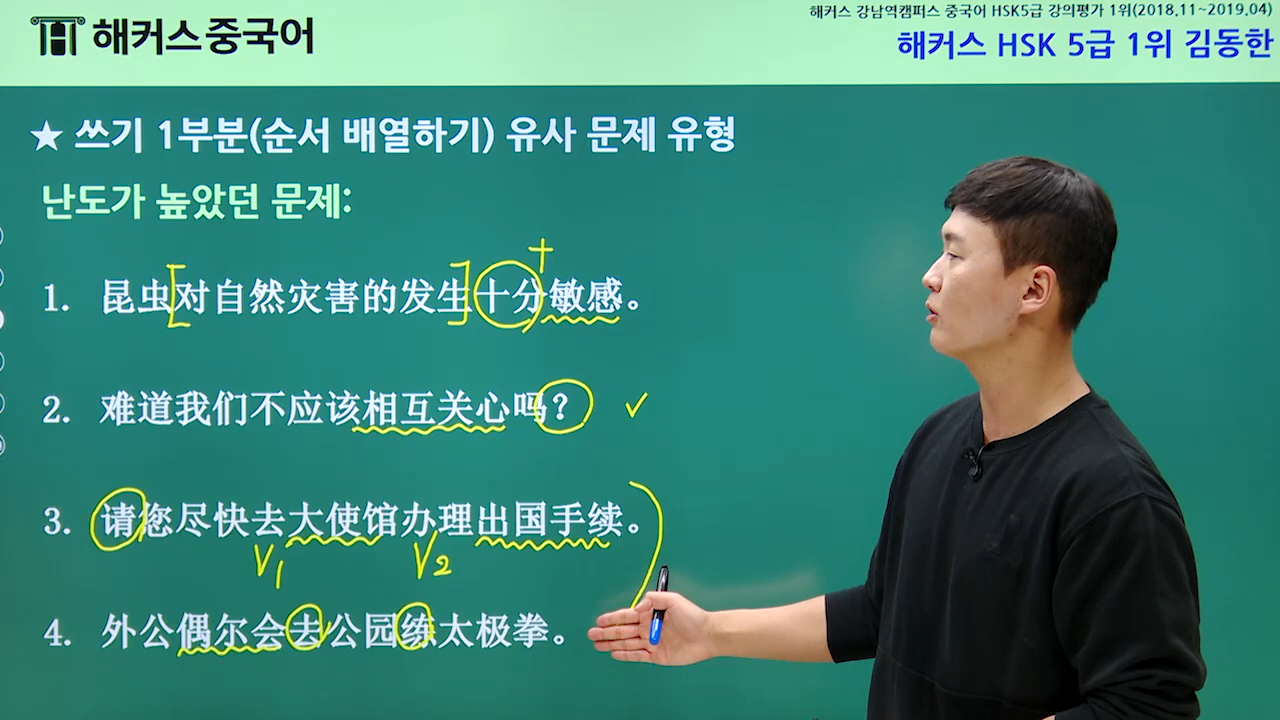 해커스중국어
해커스 강남역캠퍼스 중국어 HSK5급 강의평가 1위(2018.11~2019.04)
해커스 HSK 5급 1위 김동한
★ 쓰기 1부분(순서 배열하기) 유사 문제 유형
난도가 높았던 문제:
1. 昆虫[对自然灾害的发生]十分敏感。
2. 难道我们不应该相互关心吗?
3. 请您尽快去大使馆办理出国手续。
V1 V2
4. 外公偶尔会去公园练太极拳。